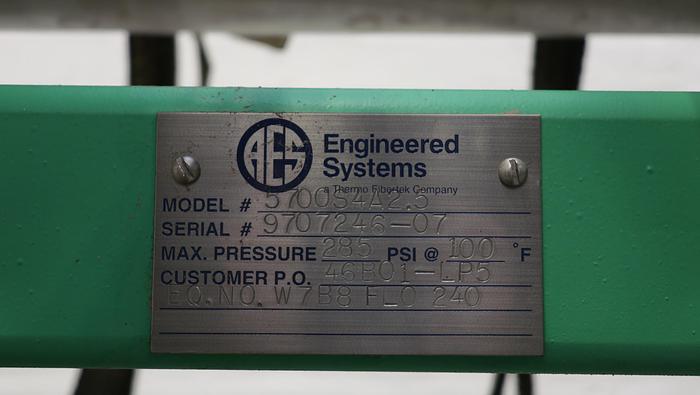 AES Engineered
Systems
a Thermo Fibertek Company
MODEL # 5700S4A2.5
SERIAL # 9707246-07
MAX. PRESSURE 285 PSI @ 100 °F
CUSTOMER P.O. 46B01-LP5
EQ.NO. W7B8 FLO 240